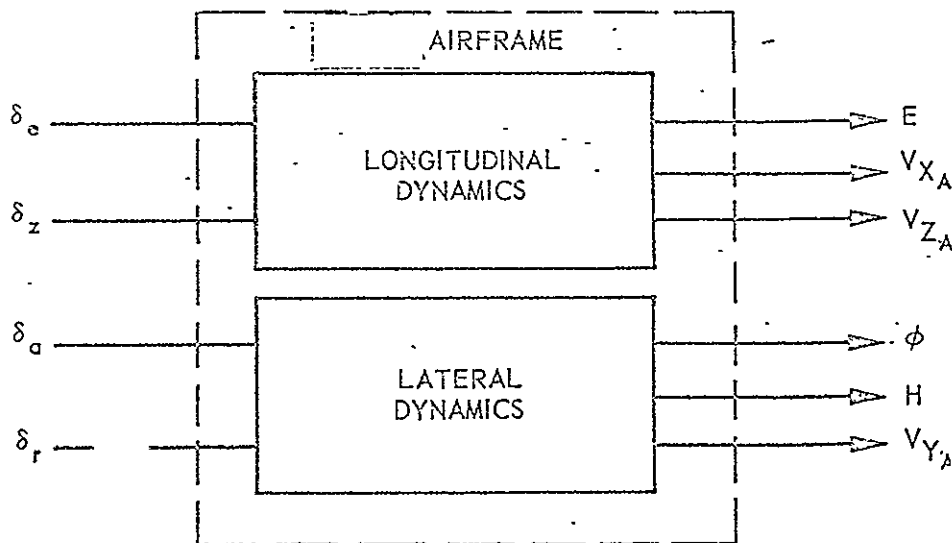 AIRFRAME
δe
δz
LONGITUDINAL
DYNAMICS
E
VXA
VZA
δa
δr
LATERAL
DYNAMICS
φ
H
VYA